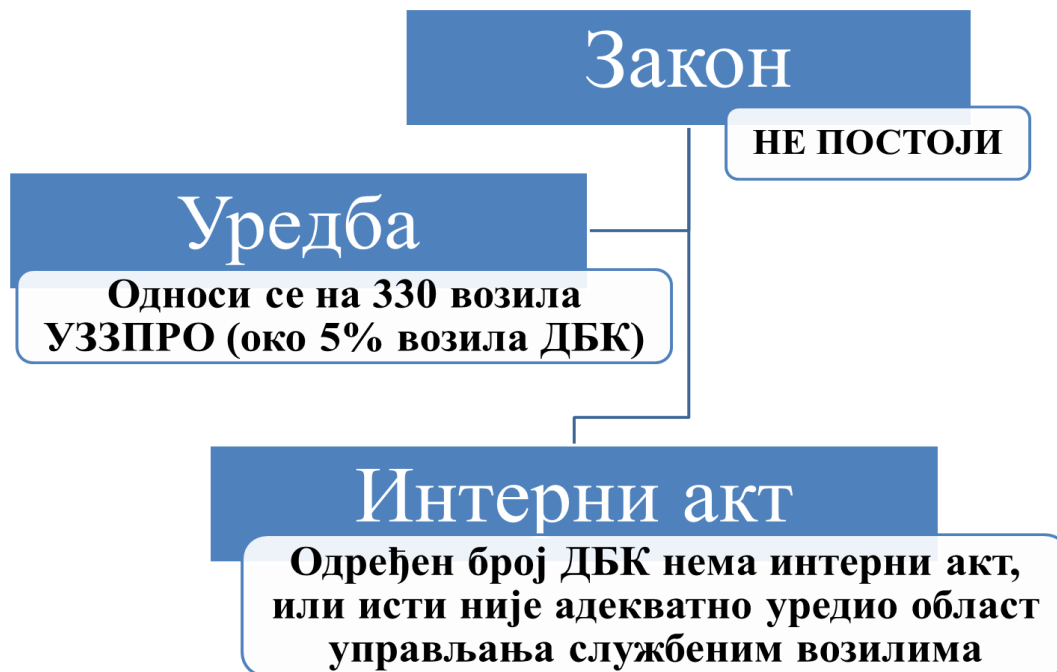 Закон
НЕ ПОСТОЈИ
Уредба
Односи се на 330 возила
УЗЗПРО (око 5% возила ДБК)
Интерни акт
Одређен број ДБК нема интерни акт,
или исти није адекватно уредио област
управљања службеним возилима